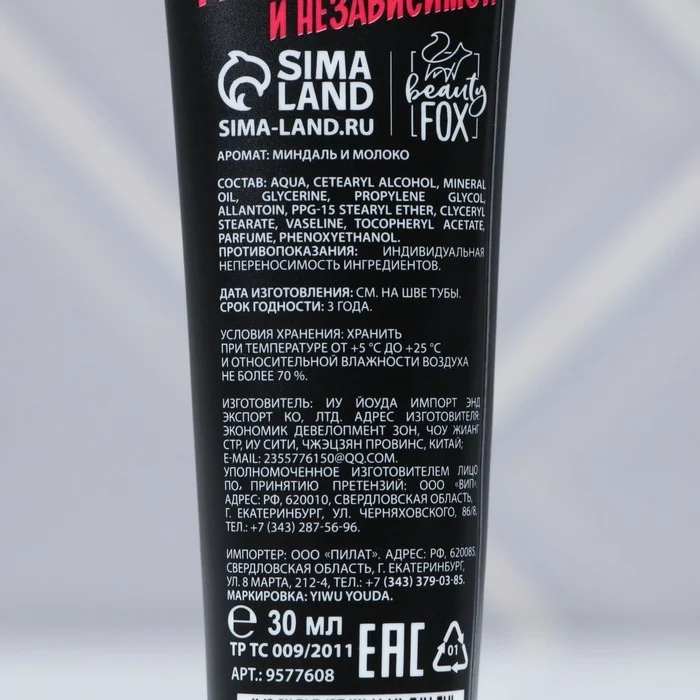 И НЕЗАВИСИМОЙ
SIMA
LAND
SIMA-LAND.RU
beauty
FOX
АРОМАТ: МИНДАЛЬ И МОЛОКО
СОСТАВ: AQUA, CETEARYL ALCOHOL, MINERAL
OIL, GLYCERINE, PROPYLENE GLYCOL,
ALLANTOIN, PPG-15 STEARYL ETHER, CLYCERYL
STEARATE, VASELINE, TOCOPHERYL ACETATE,
PARFUME, PHENOXYETHANOL.
ПРОТИВОПОКАЗАНИЯ: ИНДИВИДУАЛЬНАЯ
НЕПЕРЕНОСИМОСТЬ ИНГРЕДИЕНТОВ.
ДАТА ИЗГОТОВЛЕНИЯ: СМ. НА ШВЕ ТУБЫ.
СРОК ГОДНОСТИ: 3 ГОДА.
УСЛОВИЯ ХРАНЕНИЯ: ХРАНИТЬ
ПРИ ТЕМПЕРАТУРЕ ОТ +5 °C ДО +25 °C
И ОТНОСИТЕЛЬНОЙ ВЛАЖНОСТИ ВОЗДУХА
НЕ БОЛЕЕ 70 %.
ИЗГОТОВИТЕЛЬ: ИУ ЙОУДА ИМПОРТ ЭНД
ЭКСПОРТ КО, ЛТД. АДРЕС ИЗГОТОВИТЕЛЯ:
ЭКОНОМИК ДЕВЕЛОПМЕНТ ЗОН, ЧОУ ЖИАНГ
СТР, ИУ СИТИ, ЧЖЭЦЗЯН ПРОВИНС, КИТАЙ;
E-MAIL: 2355776150@QQ.COM.
УПОЛНОМОЧЕННОЕ ИЗГОТОВИТЕЛЕМ ЛИЦО
ПО, ПРИНЯТИЮ ПРЕТЕНЗИЙ: ООО «ВИП».
АДРЕС: РФ, 620010, СВЕРДЛОВСКАЯ ОБЛАСТЬ,
Г. ЕКАТЕРИНБУРГ, УЛ. ЧЕРНЯХОВСКОГО, 86/8.
ТЕЛ.: +7 (343) 287-56-96.
ИМПОРТЕР: ООО «ПИЛАТ». АДРЕС: РФ, 620085,
СВЕРДЛОВСКАЯ ОБЛАСТЬ, Г. ЕКАТЕРИНБУРГ,
УЛ. 8 МАРТА, 212-4, ТЕЛ.: +7 (343) 379-03-85.
МАРКИРОВКА: YIWU YOUDA.
℮ 30 МЛ
ТР ТС 009/2011
EAC
01
АРТ. 9577608